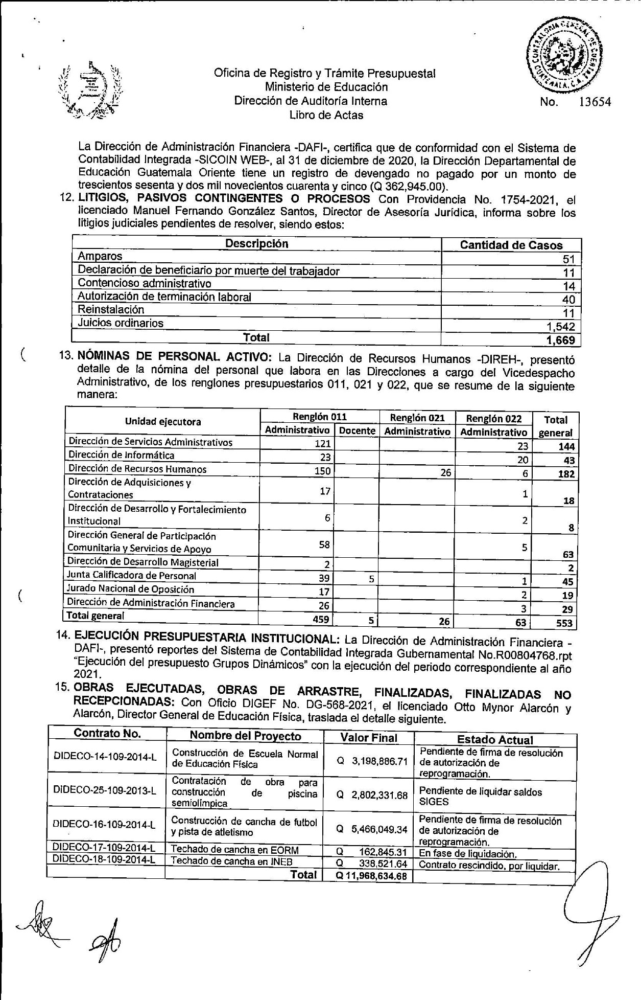 CONTRALORIA GENERAL DE CUENTAS
GUATEMALA, C.A.
Oficina de Registro y Trámite Presupuestal
Ministerio de Educación
Dirección de Auditoría Interna
Libro de Actas
No. 13654
La Dirección de Administración Financiera -DAFI-, certifica que de conformidad con el Sistema de
Contabilidad Integrada -SICOIN WEB-, al 31 de diciembre de 2020, la Dirección Departamental de
Educación Guatemala Oriente tiene un registro de devengado no pagado por un monto de
trescientos sesenta y dos mil novecientos cuarenta y cinco (Q 362,945.00).
12. LITIGIOS, PASIVOS CONTINGENTES O PROCESOS Con Providencia No. 1754-2021, el
licenciado Manuel Fernando González Santos, Director de Asesoría Jurídica, informa sobre los
litigios judiciales pendientes de resolver, siendo estos:
Descripción Cantidad de Casos
Amparos 51
Declaración de beneficiario por muerte del trabajador 11
Contencioso administrativo 14
Autorización de terminación laboral 40
Reinstalación 11
Juicios ordinarios 1,542
Total 1,669
13. NÓMINAS DE PERSONAL ACTIVO: La Dirección de Recursos Humanos -DIREH-, presentó
detalle de la nómina del personal que labora en las Direcciones a cargo del Vicedespacho
Administrativo, de los renglones presupuestarios 011, 021 y 022, que se resume de la siguiente
manera:
Unidad ejecutora Renglón 011 Renglón 021 Renglón 022 Total general
Administrativo Docente Administrativo Administrativo
Dirección de Servicios Administrativos 121 23 144
Dirección de Informática 23 20 43
Dirección de Recursos Humanos 150 26 6 182
Dirección de Adquisiciones y
Contrataciones 17 1 18
Dirección de Desarrollo y Fortalecimiento
Institucional 6 2 8
Dirección General de Participación
Comunitaria y Servicios de Apoyo 58 5 63
Dirección de Desarrollo Magisterial 2 2
Junta Calificadora de Personal 39 5 1 45
Jurado Nacional de Oposición 17 2 19
Dirección de Administración Financiera 26 3 29
Total general 459 5 26 63 553
14. EJECUCIÓN PRESUPUESTARIA INSTITUCIONAL: La Dirección de Administración Financiera -
DAFI-, presentó reportes del Sistema de Contabilidad Integrada Gubernamental No.R00804768.rpt
"Ejecución del presupuesto Grupos Dinámicos" con la ejecución del periodo correspondiente al año
2021.
15. OBRAS EJECUTADAS, OBRAS DE ARRASTRE, FINALIZADAS, FINALIZADAS NO
RECEPCIONADAS: Con Oficio DIGEF No. DG-568-2021, el licenciado Otto Mynor Alarcón y
Alarcón, Director General de Educación Física, traslada el detalle siguiente.
Contrato No. Nombre del Proyecto Valor Final Estado Actual
DIDECO-14-109-2014-L Construcción de Escuela Normal
de Educación Física Q 3,198,886.71 Pendiente de firma de resolución
de autorización de
reprogramación.
DIDECO-25-109-2013-L Contratación de obra para
construcción de piscina
semiolímpica Q 2,802,331.68 Pendiente de liquidar saldos
SIGES
DIDECO-16-109-2014-L Construcción de cancha de futbol
y pista de atletismo Q 5,466,049.34 Pendiente de firma de resolución
de autorización de
reprogramación.
DIDECO-17-109-2014-L Techado de cancha en EORM Q 162,845.31 En fase de liquidación.
DIDECO-18-109-2014-L Techado de cancha en INEB Q 338,521.64 Contrato rescindido, por liquidar.
Total Q 11,968,634.68